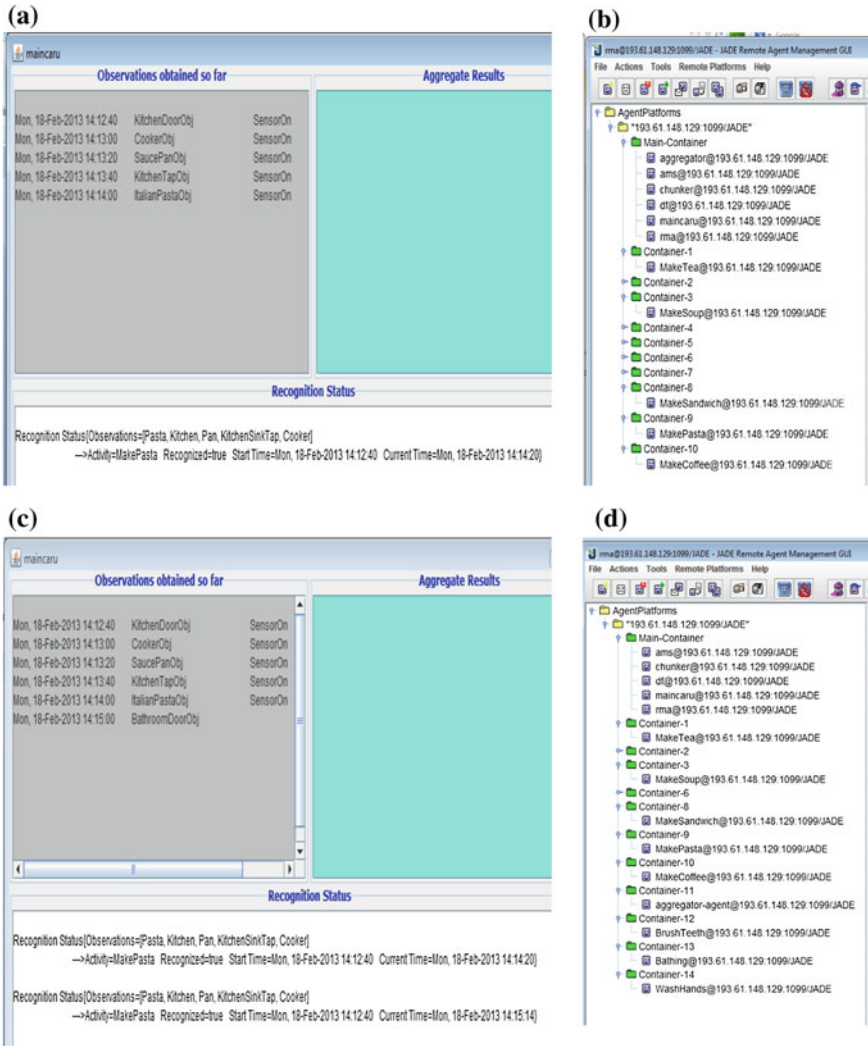 (a)
maincaru
Observations obtained so far
Aggregate Results
Mon, 18-Feb-2013 14:12:40 KitchenDoorObj SensorOn
Mon, 18-Feb-2013 14:13:00 CookerObj SensorOn
Mon, 18-Feb-2013 14:13:20 SaucePanObj SensorOn
Mon, 18-Feb-2013 14:13:40 KitchenTapObj SensorOn
Mon, 18-Feb-2013 14:14:00 ItalianPastaObj SensorOn
Recognition Status
Recognition Status[Observations=[Pasta, Kitchen, Pan, KitchenSinkTap, Cooker]
--->Activity=MakePasta Recognized=true Start Time=Mon, 18-Feb-2013 14:12:40 Current Time=Mon, 18-Feb-2013 14:14:20]
(b)
rma@193.61.148.129:1099/JADE - JADE Remote Agent Management GUI
File Actions Tools Remote Platforms Help
AgentPlatforms
"193.61.148.129:1099/JADE"
Main-Container
aggregator@193.61.148.129:1099/JADE
ams@193.61.148.129:1099/JADE
chunker@193.61.148.129:1099/JADE
df@193.61.148.129:1099/JADE
maincaru@193.61.148.129:1099/JADE
rma@193.61.148.129:1099/JADE
Container-1
MakeTea@193.61.148.129:1099/JADE
Container-2
Container-3
MakeSoup@193.61.148.129:1099/JADE
Container-4
Container-5
Container-6
Container-7
Container-8
MakeSandwich@193.61.148.129:1099/JADE
Container-9
MakePasta@193.61.148.129:1099/JADE
Container-10
MakeCoffee@193.61.148.129:1099/JADE
(c)
maincaru
Observations obtained so far
Aggregate Results
Mon, 18-Feb-2013 14:12:40 KitchenDoorObj SensorOn
Mon, 18-Feb-2013 14:13:00 CookerObj SensorOn
Mon, 18-Feb-2013 14:13:20 SaucePanObj SensorOn
Mon, 18-Feb-2013 14:13:40 KitchenTapObj SensorOn
Mon, 18-Feb-2013 14:14:00 ItalianPastaObj SensorOn
Mon, 18-Feb-2013 14:15:00 BathroomDoorObj
Recognition Status
Recognition Status[Observations=[Pasta, Kitchen, Pan, KitchenSinkTap, Cooker]
--->Activity=MakePasta Recognized=true Start Time=Mon, 18-Feb-2013 14:12:40 Current Time=Mon, 18-Feb-2013 14:14:20]
Recognition Status[Observations=[Pasta, Kitchen, Pan, KitchenSinkTap, Cooker]
--->Activity=MakePasta Recognized=true Start Time=Mon, 18-Feb-2013 14:12:40 Current Time=Mon, 18-Feb-2013 14:15:14]
(d)
rma@193.61.148.129:1099/JADE - JADE Remote Agent Management GUI
File Actions Tools Remote Platforms Help
AgentPlatforms
"193.61.148.129:1099/JADE"
Main-Container
ams@193.61.148.129:1099/JADE
chunker@193.61.148.129:1099/JADE
df@193.61.148.129:1099/JADE
maincaru@193.61.148.129:1099/JADE
rma@193.61.148.129:1099/JADE
Container-1
MakeTea@193.61.148.129:1099/JADE
Container-2
Container-3
MakeSoup@193.61.148.129:1099/JADE
Container-6
Container-8
MakeSandwich@193.61.148.129:1099/JADE
Container-9
MakePasta@193.61.148.129:1099/JADE
Container-10
MakeCoffee@193.61.148.129:1099/JADE
Container-11
aggregator-agent@193.61.148.129:1099/JADE
Container-12
BrushTeeth@193.61.148.129:1099/JADE
Container-13
Bathing@193.61.148.129:1099/JADE
Container-14
WashHands@193.61.148.129:1099/JADE